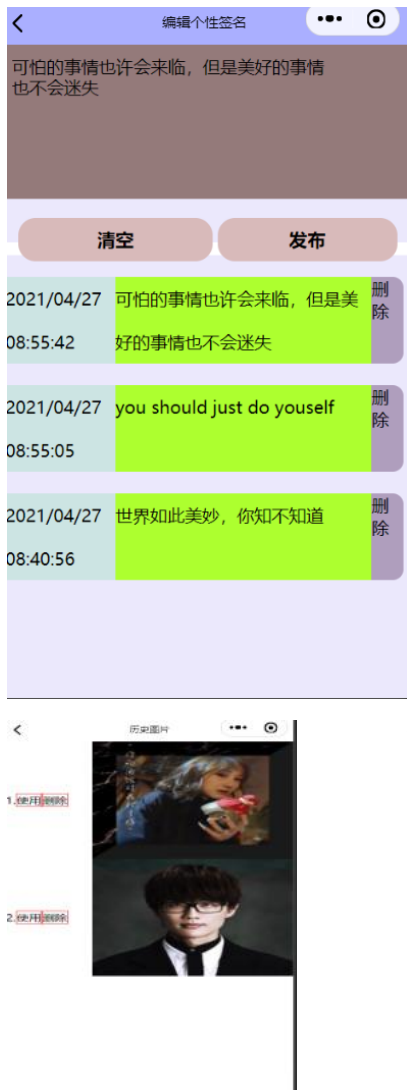 编辑个性签名
可怕的事情也许会来临，但是美好的事情
也不会迷失
清空
发布
2021/04/27
可怕的事情也许会来临，但是美
删
除
08:55:42
好的事情也不会迷失
2021/04/27
you should just do youself
删
除
08:55:05
2021/04/27
世界如此美妙，你知不知道
删
除
08:40:56
历史图片
1.使用 删除
2.使用 删除